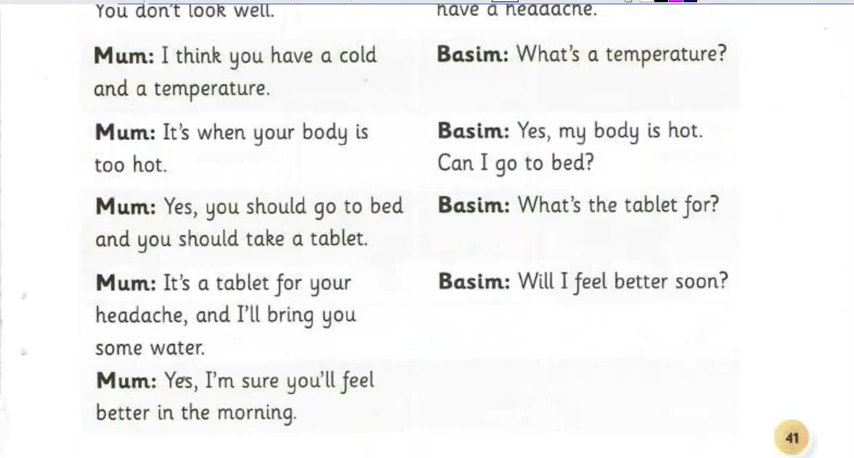 You don't look well.
have a headache.
Mum: I think you have a cold
and a temperature.
Basim: What's a temperature?
Mum: It's when your body is
too hot.
Basim: Yes, my body is hot.
Can I go to bed?
Mum: Yes, you should go to bed
and you should take a tablet.
Basim: What's the tablet for?
Mum: It's a tablet for your
headache, and I'll bring you
some water.
Basim: Will I feel better soon?
Mum: Yes, I'm sure you'll feel
better in the morning.
41